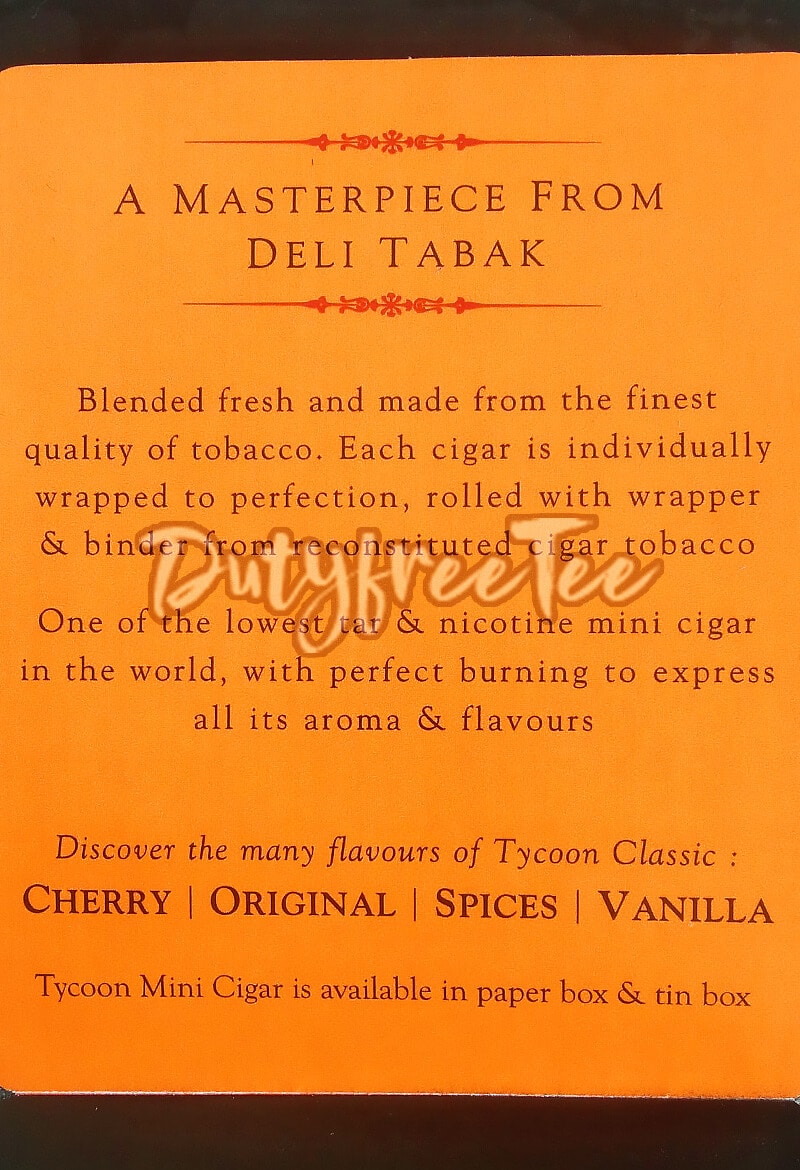 A MASTERPIECE FROM
DELI TABAK
Blended fresh and made from the finest
quality of tobacco. Each cigar is individually
wrapped to perfection, rolled with wrapper
& binder from reconstituted cigar tobacco
DutyfreeTee
One of the lowest tar & nicotine mini cigar
in the world, with perfect burning to express
all its aroma & flavours
Discover the many flavours of Tycoon Classic :
CHERRY | ORIGINAL | SPICES | VANILLA
Tycoon Mini Cigar is available in paper box & tin box